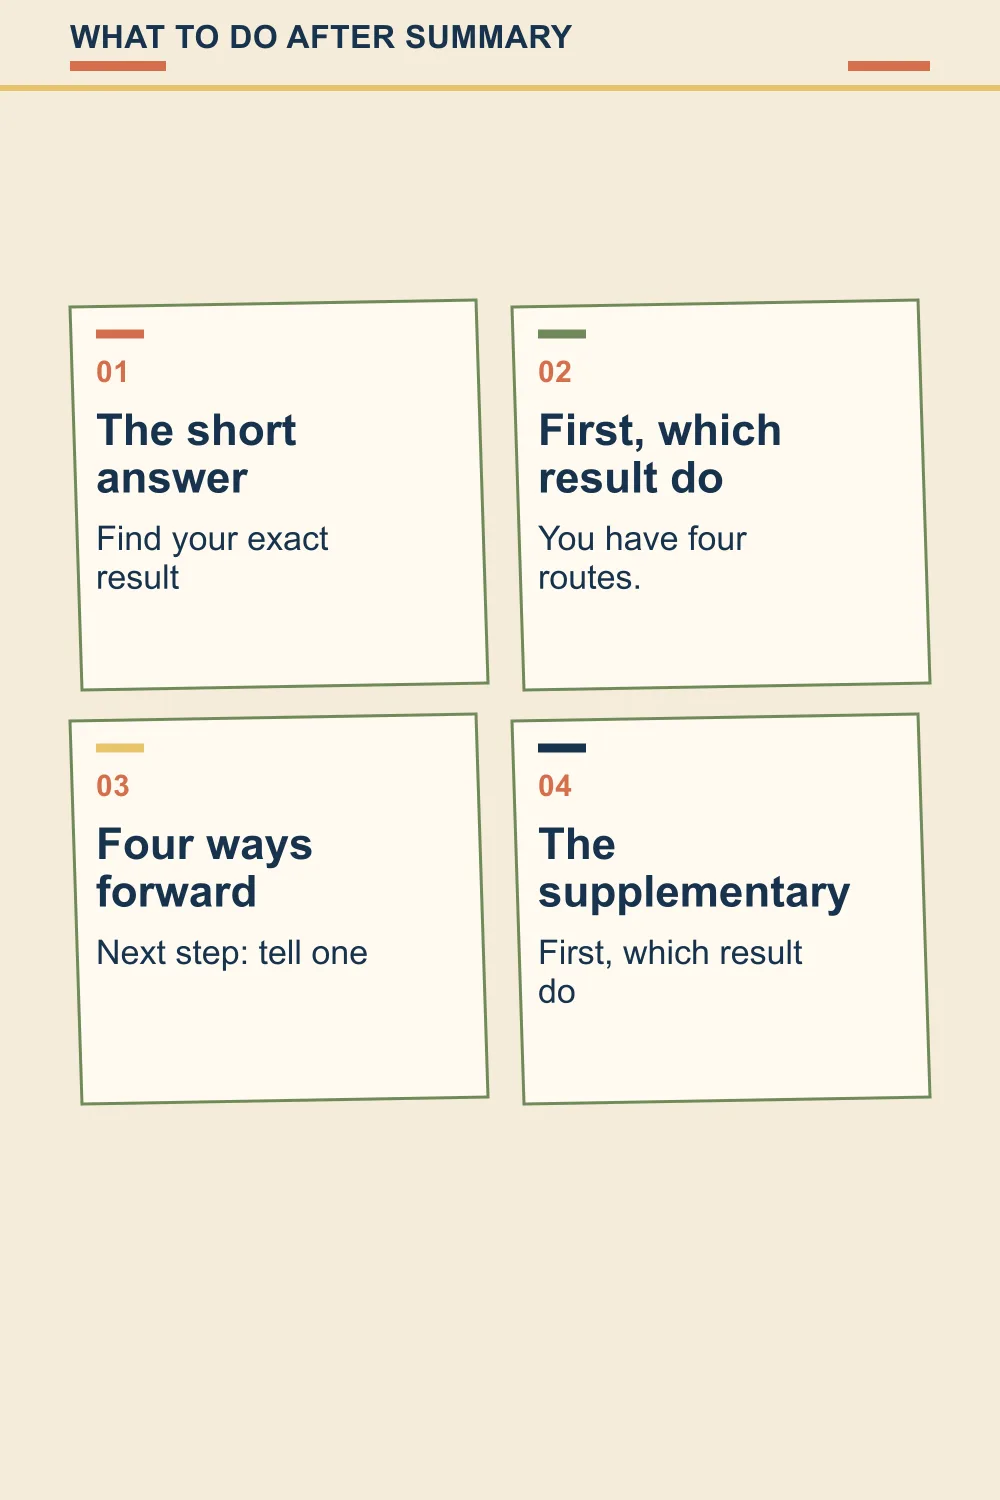 WHAT TO DO AFTER SUMMARY
01
The short
answer
Find your exact
result
02
First, which
result do
You have four
routes.
03
Four ways
forward
Next step: tell one
04
The
supplementary
First, which result
do